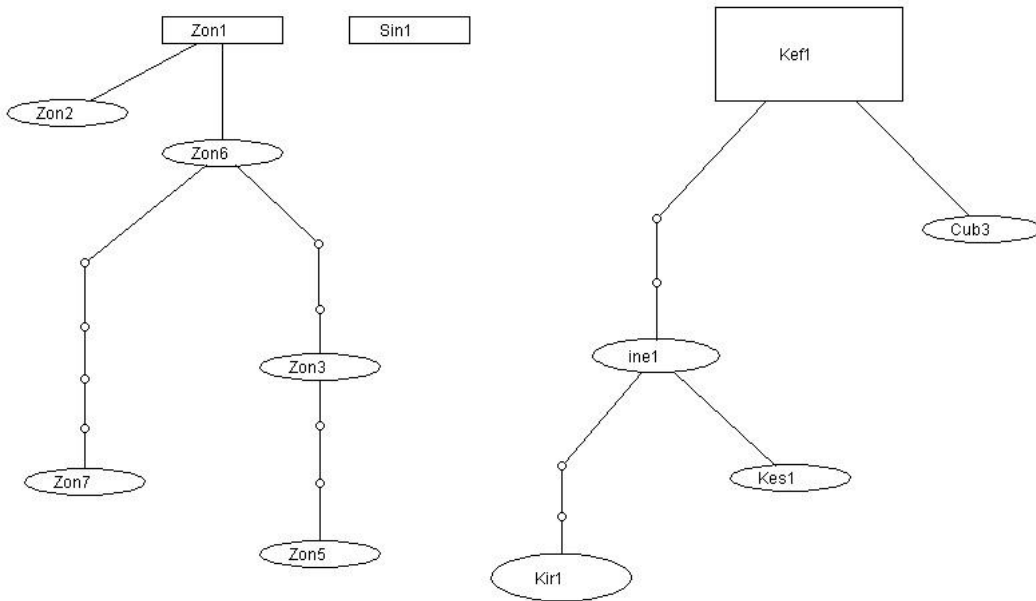 Zon1
Sin1
Kef1
Zon2
Zon6
Cub3
ine1
Zon3
Zon7
Kes1
Zon5
Kir1